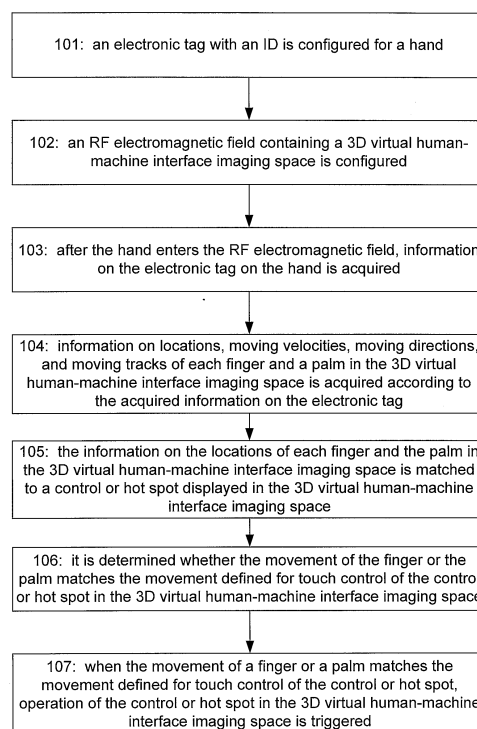 101: an electronic tag with an ID is configured for a hand
102: an RF electromagnetic field containing a 3D virtual human-
machine interface imaging space is configured
103: after the hand enters the RF electromagnetic field, information
on the electronic tag on the hand is acquired
104: information on locations, moving velocities, moving directions,
and moving tracks of each finger and a palm in the 3D virtual
human-machine interface imaging space is acquired according to
the acquired information on the electronic tag
105: the information on the locations of each finger and the palm in
the 3D virtual human-machine interface imaging space is matched
to a control or hot spot displayed in the 3D virtual human-machine
interface imaging space
106: it is determined whether the movement of the finger or the
palm matches the movement defined for touch control of the control
or hot spot in the 3D virtual human-machine interface imaging space
107: when the movement of a finger or a palm matches the
movement defined for touch control of the control or hot spot,
operation of the control or hot spot in the 3D virtual human-machine
interface imaging space is triggered